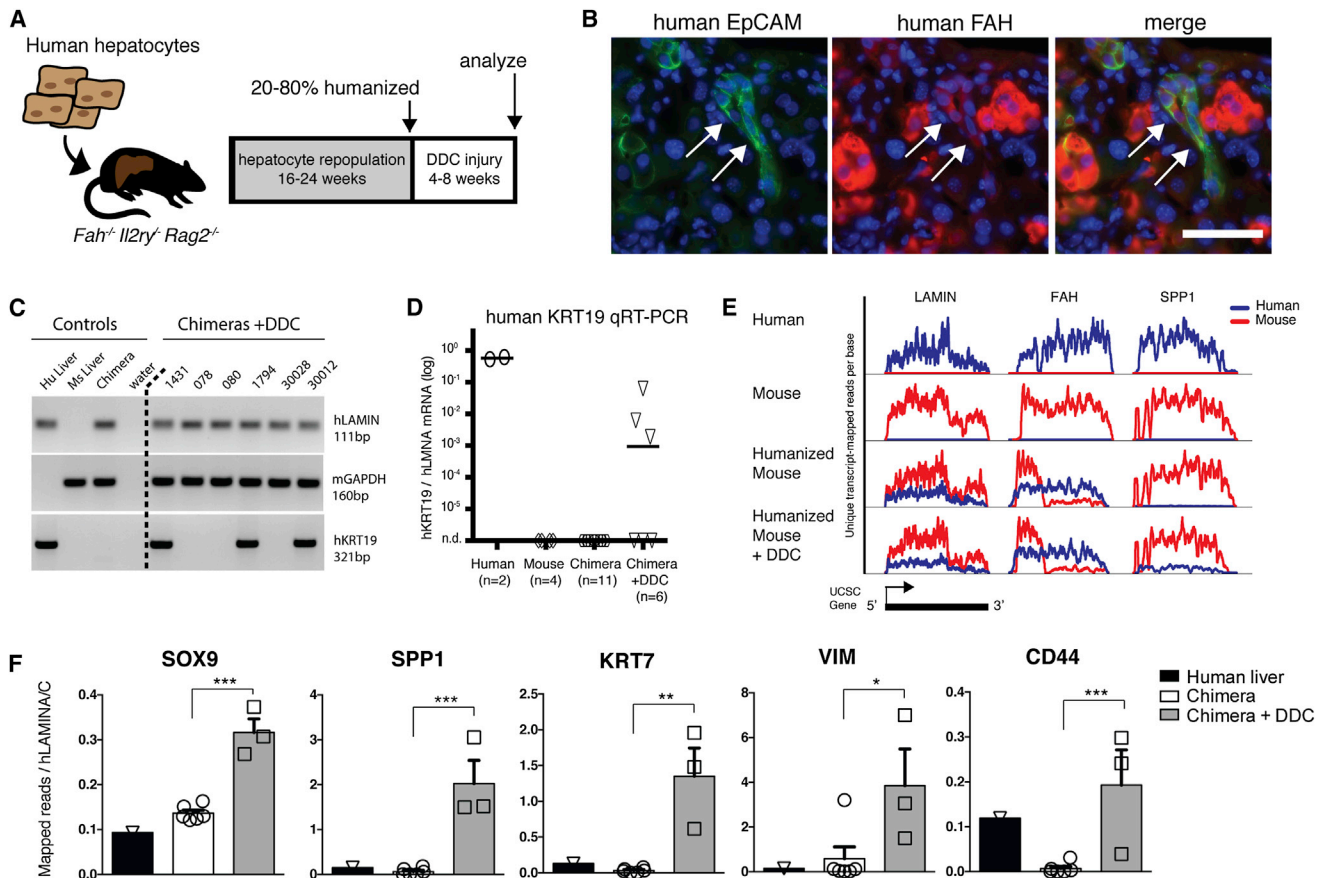 A
Human hepatocytes
Fah-/- Il2rγ-/- Rag2-/-
20-80% humanized
analyze
hepatocyte repopulation
16-24 weeks
DDC injury
4-8 weeks
B
human EpCAM
human FAH
merge
C
Controls
Chimeras +DDC
Hu Liver
Ms Liver
Chimera
water
1431
078
080
1794
30028
30012
hLAMIN
111bp
mGAPDH
160bp
hKRT19
321bp
D
human KRT19 qRT-PCR
hKRT19 / hLMNA mRNA (log)
10^0
10^-1
10^-2
10^-3
10^-4
10^-5
n.d.
Human
(n=2)
Mouse
(n=4)
Chimera
(n=11)
Chimera
+DDC
(n=6)
E
LAMIN
FAH
SPP1
Human
Mouse
Unique transcript-mapped reads per base
Human
Mouse
Humanized
Mouse
Humanized
Mouse
+ DDC
UCSC
Gene
5'
3'
F
Mapped reads / hLAMINA/C
SOX9
0.4
0.3
0.2
0.1
0.0
***
SPP1
4
3
2
1
0
***
KRT7
2.5
2.0
1.5
1.0
0.5
0.0
**
VIM
8
6
4
2
0
*
CD44
0.4
0.3
0.2
0.1
0.0
***
Human liver
Chimera
Chimera + DDC